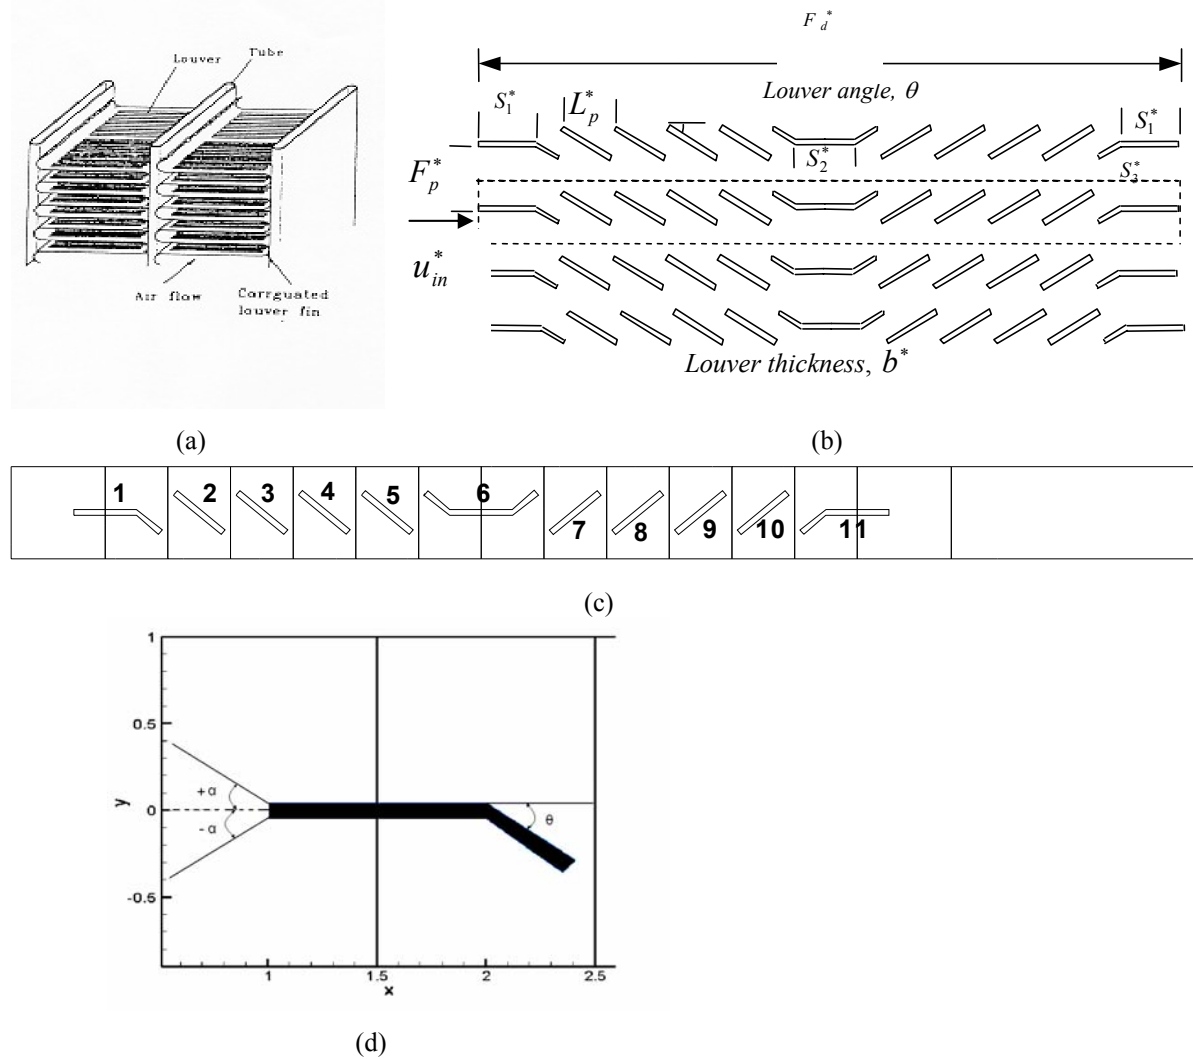 Louver
Tube
Air flow
Corrguated
louver fin
(a)
F_d^*
Louver angle, θ
S_1^*
L_p^*
S_1^*
S_2^*
S_3^*
F_p^*
u_in^*
Louver thickness, b^*
(b)
1 2 3 4 5 6 7 8 9 10 11
(c)
1
0.5
+α
y
0
-α
θ
-0.5
1 1.5 2 2.5
x
(d)